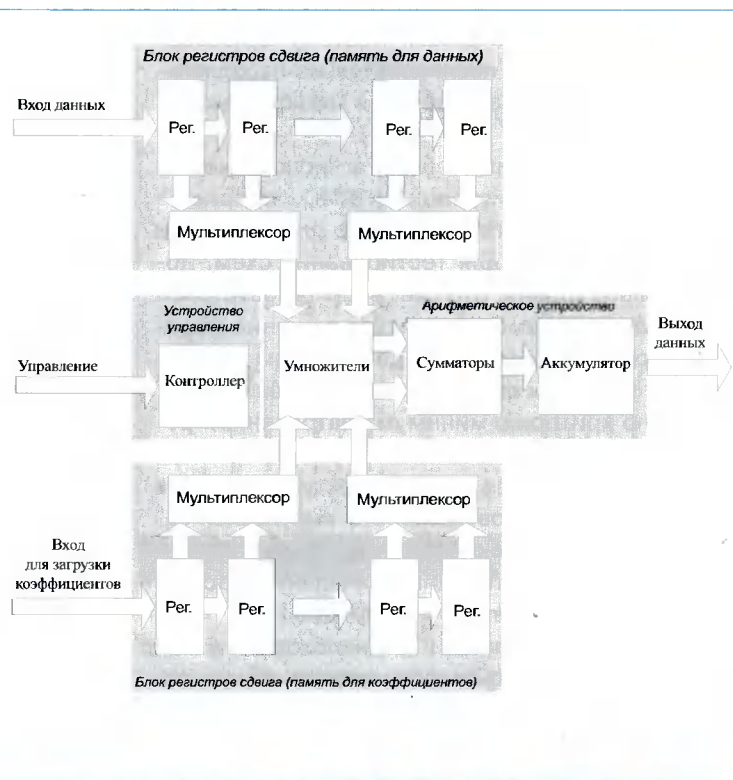 Блок регистров сдвига (память для данных)
Вход данных
Рег.
Рег.
Рег.
Рег.
Мультиплексор
Мультиплексор
Устройство
управления
Арифметическое устройство
Выход
данных
Управление
Контроллер
Умножители
Сумматоры
Аккумулятор
Мультиплексор
Мультиплексор
Вход
для загрузки
коэффициентов
Рег.
Рег.
Рег.
Рег.
Блок регистров сдвига (память для коэффициентов)